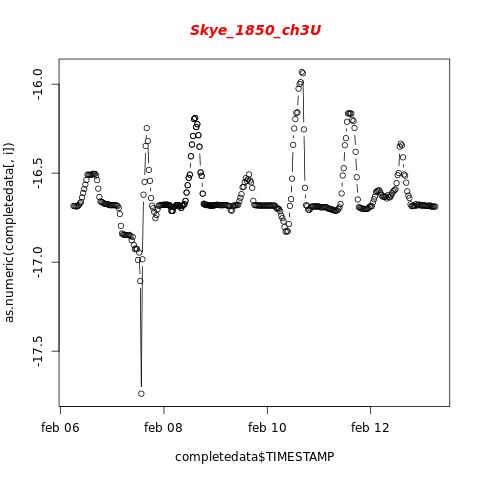 Skye_1850_ch3U
as.numeric(completedata[, i])
-16.0
-16.5
-17.0
-17.5
feb 06 feb 08 feb 10 feb 12
completedata$TIMESTAMP